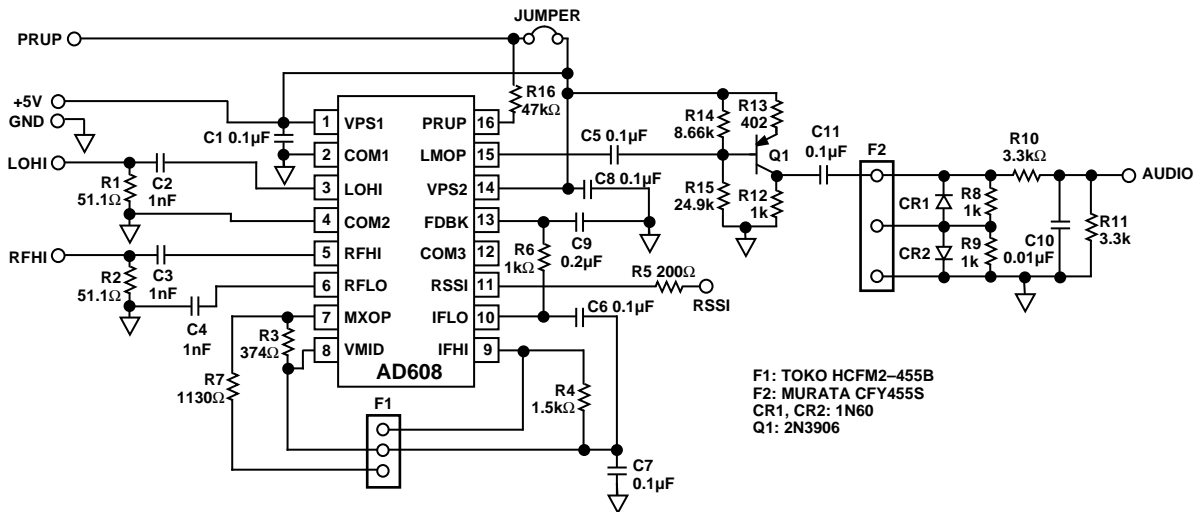 JUMPER
PRUP
+5V
GND
LOHI
RFHI
R16
47kΩ
C1 0.1µF
1 VPS1
2 COM1
3 LOHI
4 COM2
5 RFHI
6 RFLO
7 MXOP
8 VMID
PRUP 16
LMOP 15
VPS2 14
FDBK 13
COM3 12
RSSI 11
IFLO 10
IFHI 9
AD608
R1
51.1Ω
C2
1nF
R2
51.1Ω
C3
1nF
C4
1nF
R3
374Ω
R7
1130Ω
F1
R4
1.5kΩ
C7
0.1µF
C6 0.1µF
R6
1kΩ
C9
0.2µF
C8 0.1µF
R5 200Ω
RSSI
C5 0.1µF
R14
8.66k
R13
402
Q1
R15
24.9k
R12
1k
C11
0.1µF
F2
CR1
CR2
R8
1k
R9
1k
R10
3.3kΩ
C10
0.01µF
R11
3.3k
AUDIO
F1: TOKO HCFM2–455B
F2: MURATA CFY455S
CR1, CR2: 1N60
Q1: 2N3906